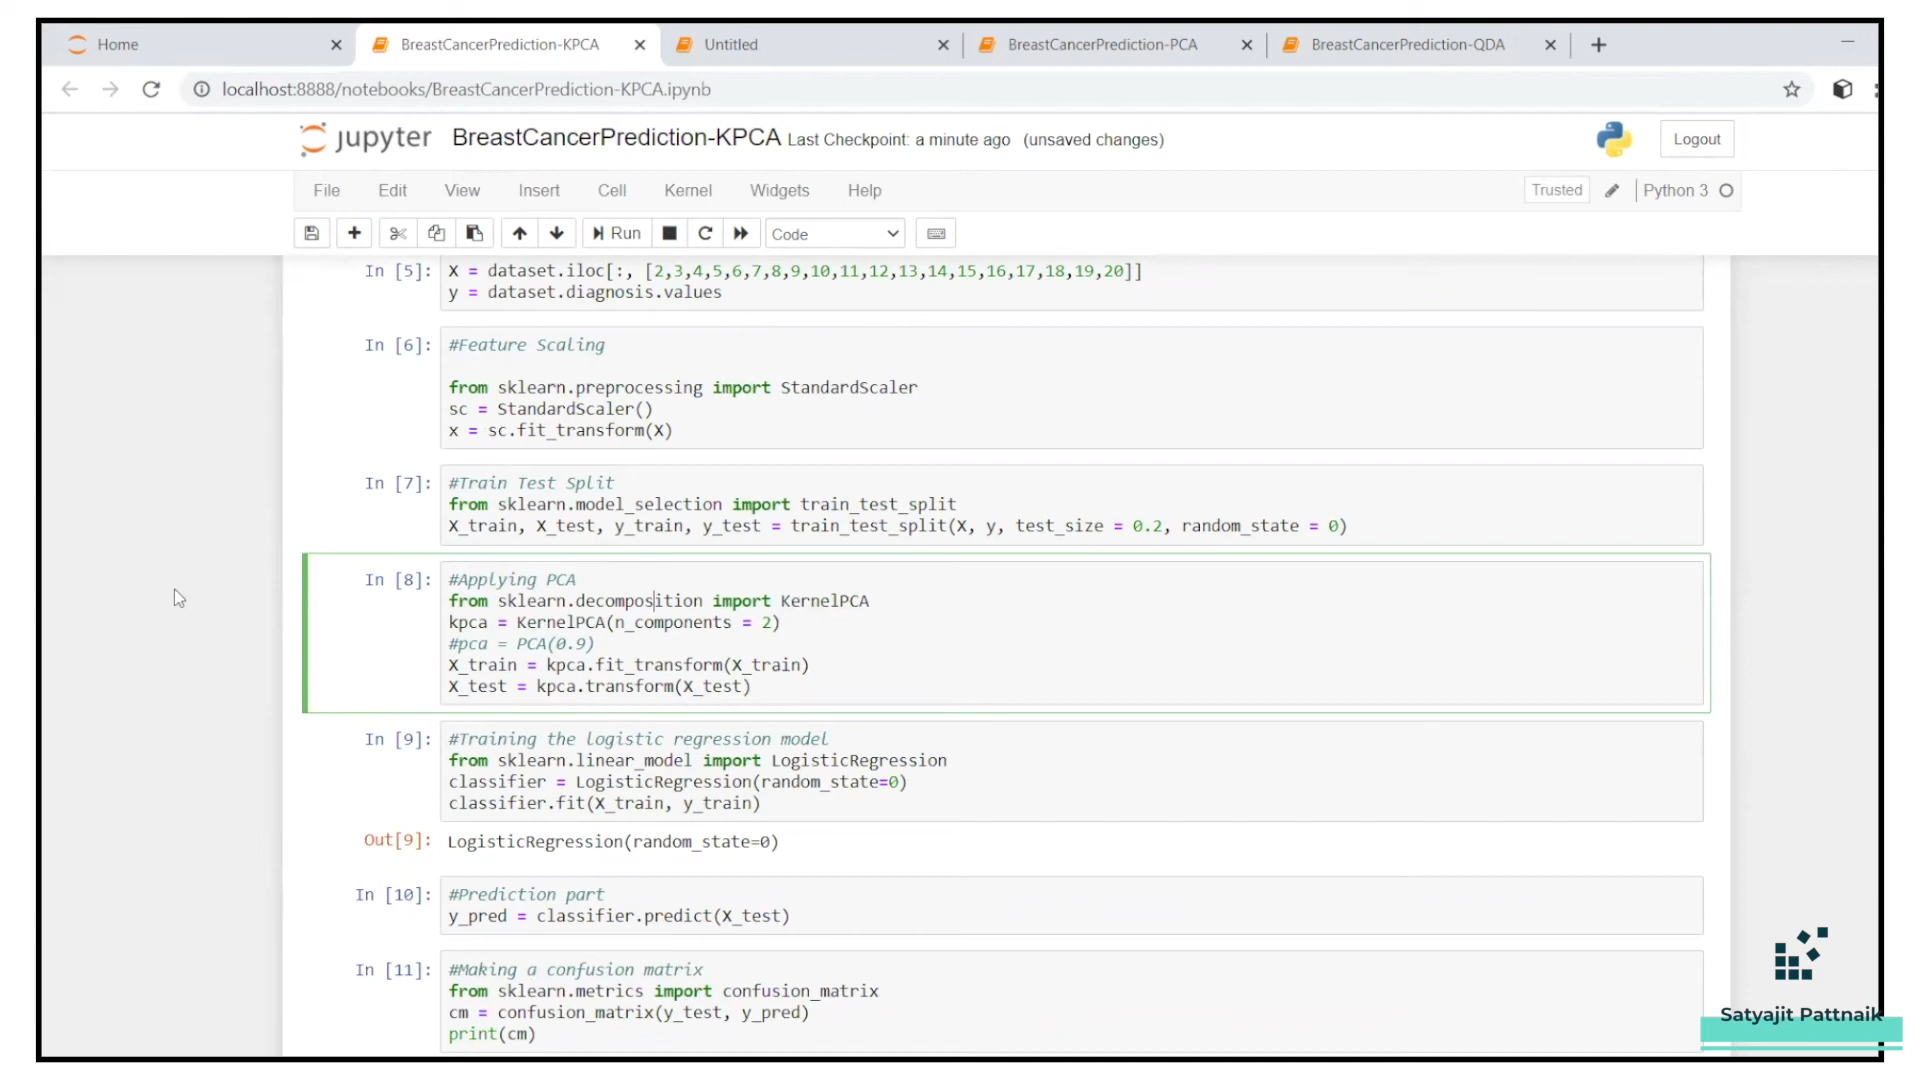 Home
BreastCancerPrediction-KPCA
Untitled
BreastCancerPrediction-PCA
BreastCancerPrediction-QDA
localhost:8888/notebooks/BreastCancerPrediction-KPCA.ipynb
jupyter BreastCancerPrediction-KPCA Last Checkpoint: a minute ago (unsaved changes)
Logout
File Edit View Insert Cell Kernel Widgets Help
Trusted
Python 3
Run
Code
In [5]: X = dataset.iloc[:, [2,3,4,5,6,7,8,9,10,11,12,13,14,15,16,17,18,19,20]]
y = dataset.diagnosis.values
In [6]: #Feature Scaling
from sklearn.preprocessing import StandardScaler
sc = StandardScaler()
x = sc.fit_transform(X)
In [7]: #Train Test Split
from sklearn.model_selection import train_test_split
X_train, X_test, y_train, y_test = train_test_split(X, y, test_size = 0.2, random_state = 0)
In [8]: #Applying PCA
from sklearn.decomposition import KernelPCA
kpca = KernelPCA(n_components = 2)
#pca = PCA(0.9)
X_train = kpca.fit_transform(X_train)
X_test = kpca.transform(X_test)
In [9]: #Training the logistic regression model
from sklearn.linear_model import LogisticRegression
classifier = LogisticRegression(random_state=0)
classifier.fit(X_train, y_train)
Out[9]: LogisticRegression(random_state=0)
In [10]: #Prediction part
y_pred = classifier.predict(X_test)
In [11]: #Making a confusion matrix
from sklearn.metrics import confusion_matrix
cm = confusion_matrix(y_test, y_pred)
print(cm)
Satyajit Pattnaik